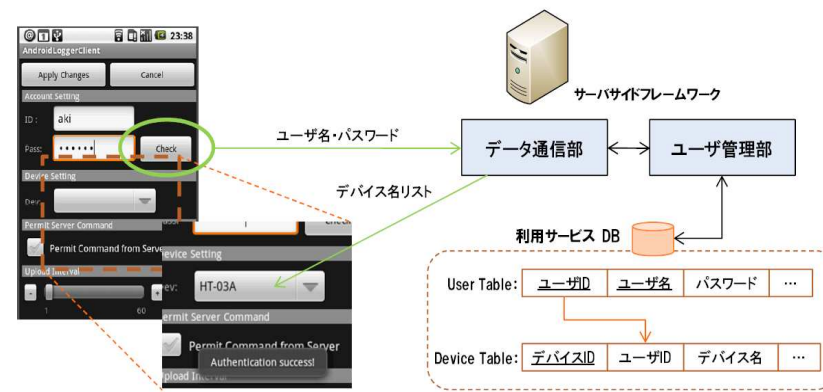 23:38
AndroidLoggerClient
Apply Changes
Cancel
Account Setting
ID :
aki
Pass:
Check
Device Setting
Dev:
Permit Server Command
Permit Command from Serve
Upload Interval
-
+
1
60
ユーザ名・パスワード
デバイス名リスト
Device Setting
Dev:
HT-03A
Permit Server Command
Permit Command from Server
Authentication success!
Upload Interval
サーバサイドフレームワーク
データ通信部
ユーザ管理部
利用サービス DB
User Table: ユーザID ユーザ名 パスワード …
Device Table: デバイスID ユーザID デバイス名 …